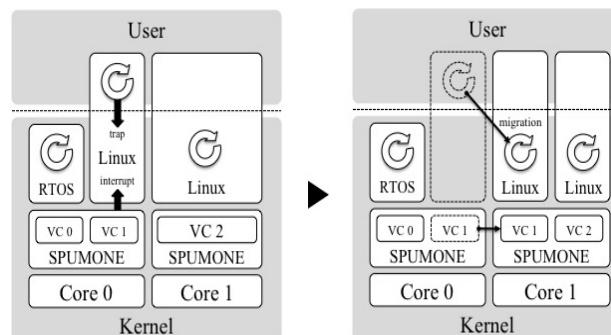 User
trap
Linux
interrupt
RTOS
Linux
VC 0
VC 1
VC 2
SPUMONE
SPUMONE
Core 0
Core 1
Kernel
User
migration
RTOS
Linux
Linux
VC 0
VC 1
VC 1
VC 2
SPUMONE
SPUMONE
Core 0
Core 1
Kernel